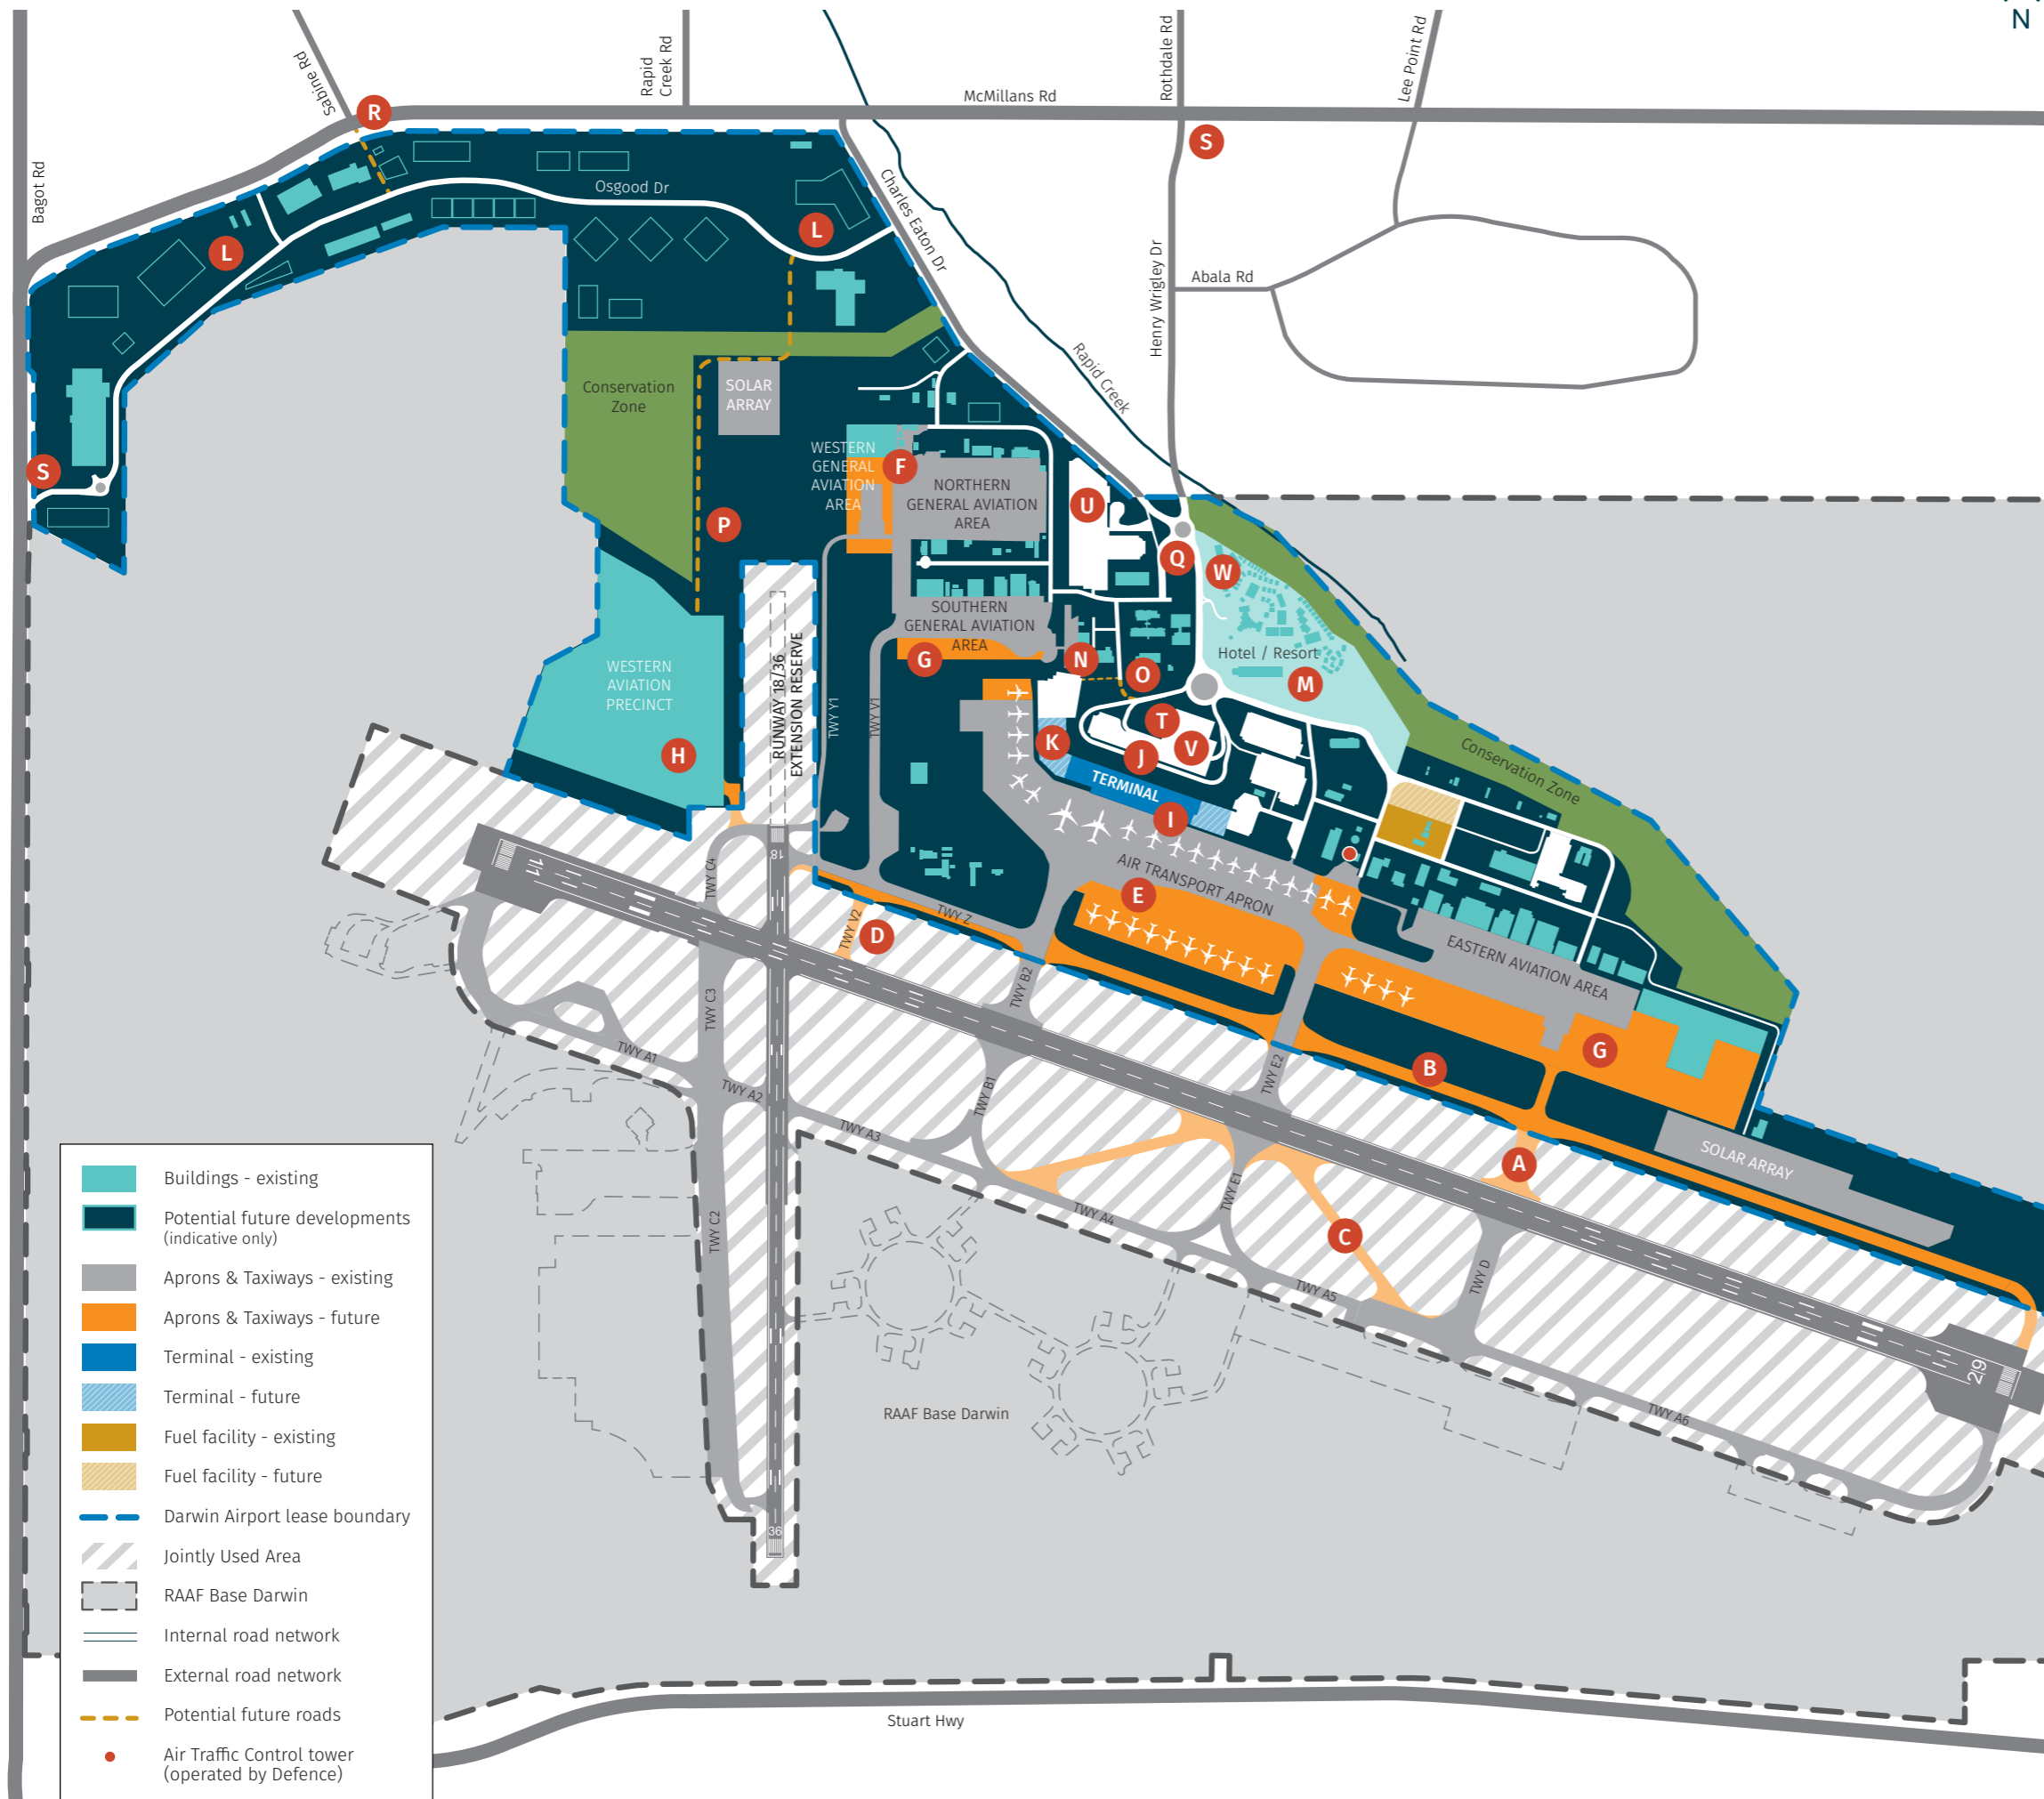 N
Sabine Rd
Rapid
Creek Rd
McMillans Rd
Rothdale Rd
Lee Point Rd
R
S
Bagot Rd
Osgood Dr
L
L
Charles Eaton Dr
Henry Wrigley Dr
Abala Rd
Rapid Creek
Conservation
Zone
SOLAR
ARRAY
S
WESTERN
GENERAL
AVIATION
AREA
F
NORTHERN
GENERAL AVIATION
AREA
U
P
Q
W
SOUTHERN
GENERAL AVIATION
AREA
G
N
O
Hotel / Resort
M
WESTERN
AVIATION
PRECINCT
H
RUNWAY 18/36
EXTENSION RESERVE
TWY Y1
TWY V1
T
K
J
V
TERMINAL
I
Conservation Zone
AIR TRANSPORT APRON
E
11
18
TWY C4
TWY V2
D
TWY Z
EASTERN AVIATION AREA
TWY B2
TWY C3
TWY A1
TWY A2
TWY A3
TWY B1
TWY E2
B
G
A
SOLAR ARRAY
TWY C2
TWY E1
TWY A4
C
TWY D
TWY A5
TWY A6
29
RAAF Base Darwin
36
Stuart Hwy
Buildings - existing
Potential future developments
(indicative only)
Aprons & Taxiways - existing
Aprons & Taxiways - future
Terminal - existing
Terminal - future
Fuel facility - existing
Fuel facility - future
Darwin Airport lease boundary
Jointly Used Area
RAAF Base Darwin
Internal road network
External road network
Potential future roads
Air Traffic Control tower
(operated by Defence)